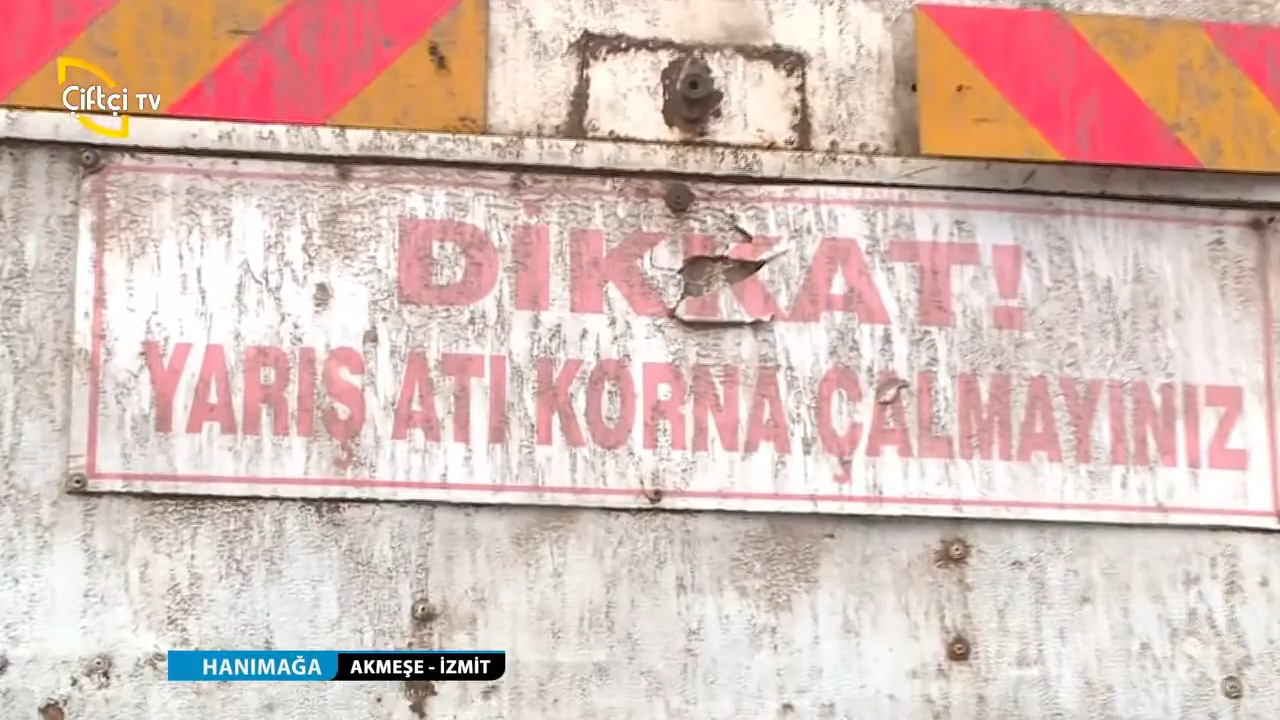 Çiftçi TV
DİKKAT!
YARIŞ ATI KORNA ÇALMAYINIZ
HANIMAĞA AKMEŞE - İZMİT